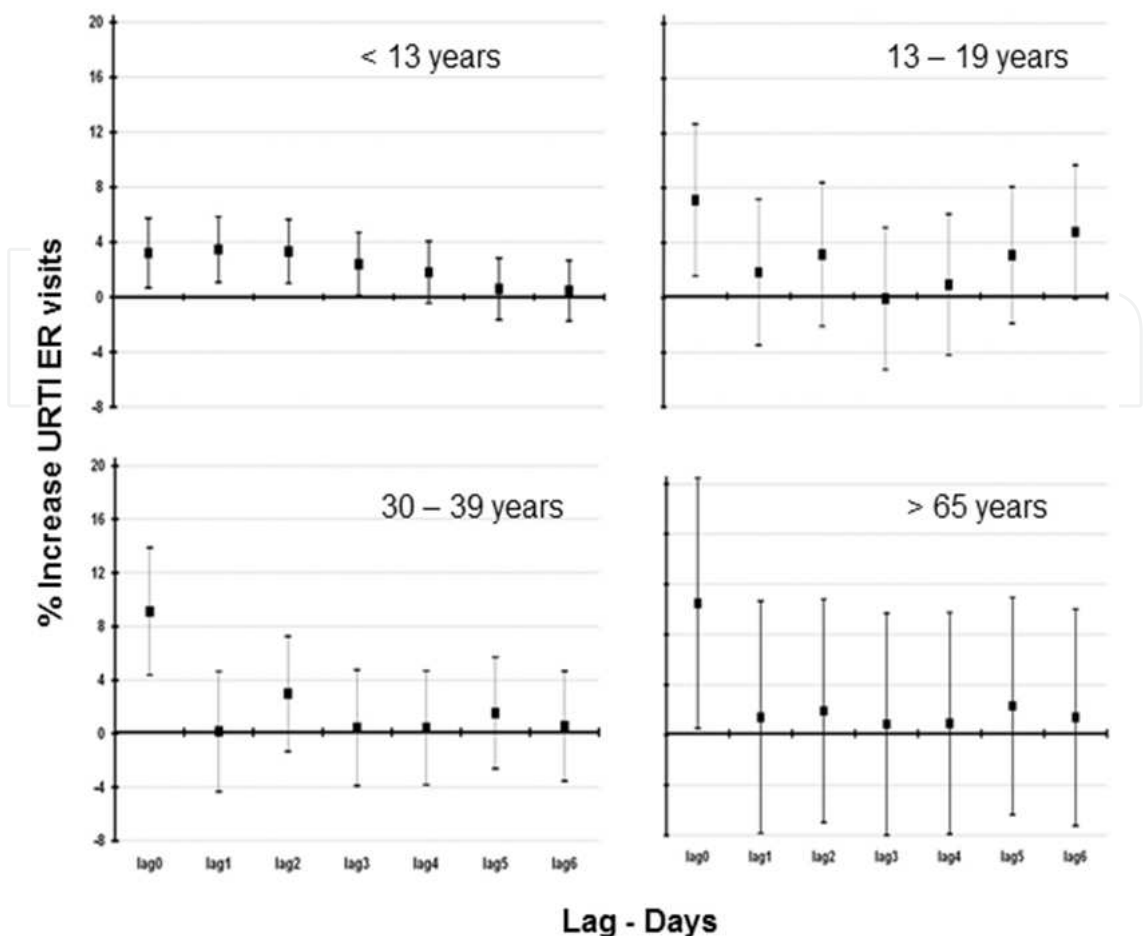 < 13 years
13 – 19 years
20
16
12
8
4
0
-4
-8
% Increase URTI ER visits
30 – 39 years
> 65 years
20
16
12
8
4
0
-4
-8
lag0 lag1 lag2 lag3 lag4 lag5 lag6
lag0 lag1 lag2 lag3 lag4 lag5 lag6
Lag - Days